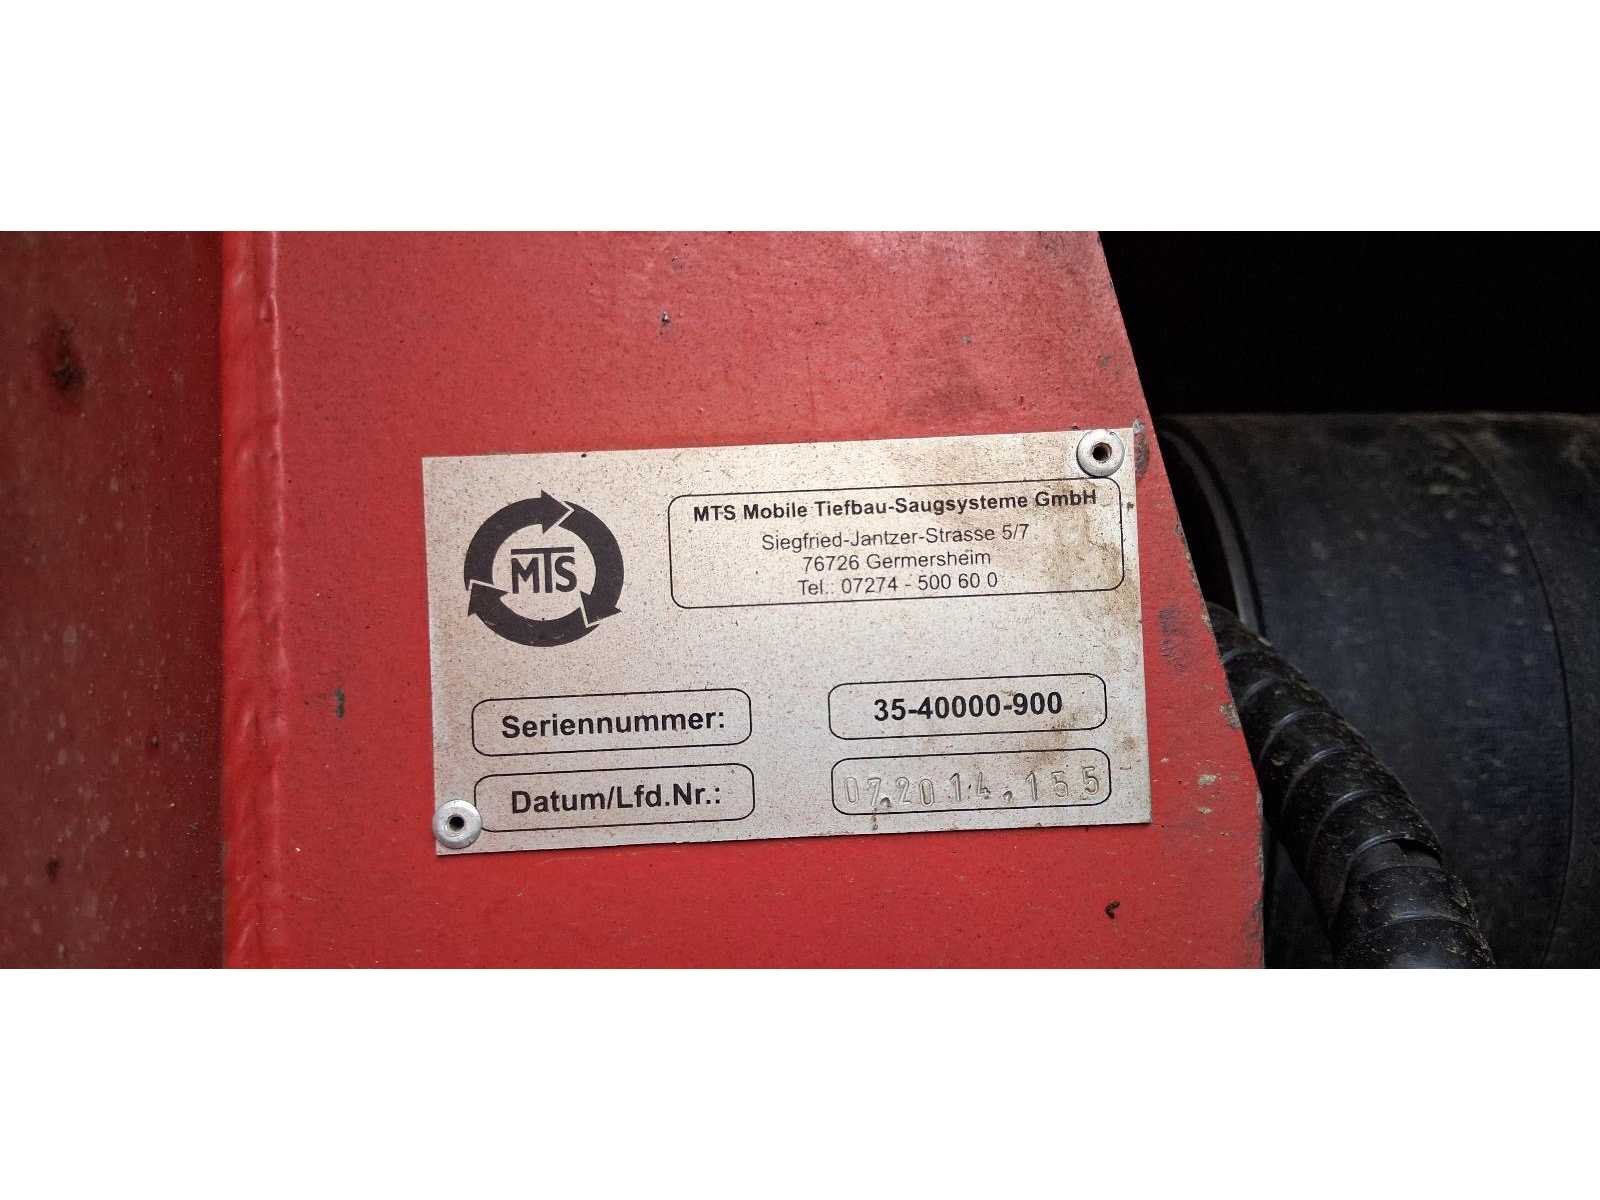 MTS
MTS Mobile Tiefbau-Saugsysteme GmbH
Siegfried-Jantzer-Strasse 5/7
76726 Germersheim
Tel.: 07274 - 500 60 0
Seriennummer: 35-40000-900
Datum/Lfd.Nr.: 07.2014.155